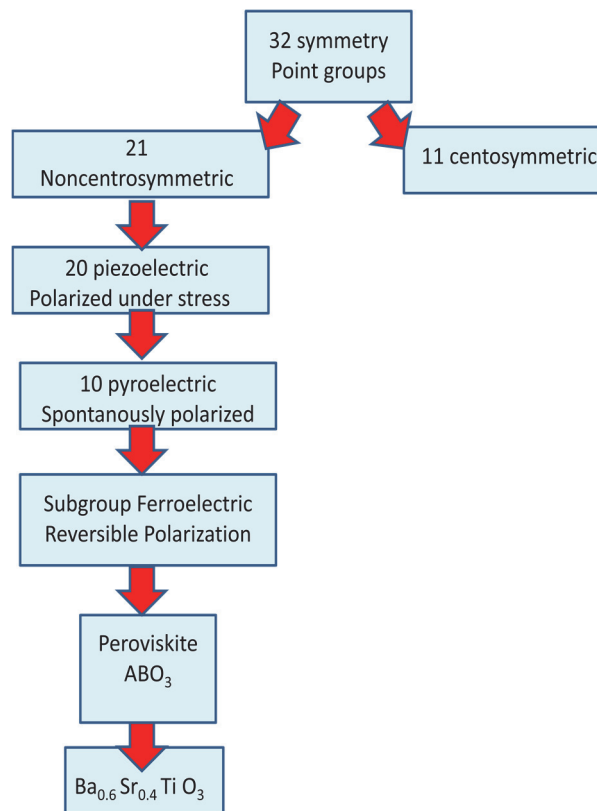 32 symmetry
Point groups
21
Noncentrosymmetric
11 centosymmetric
20 piezoelectric
Polarized under stress
10 pyroelectric
Spontanously polarized
Subgroup Ferroelectric
Reversible Polarization
Peroviskite
ABO₃
Ba₀.₆ Sr₀.₄ Ti O₃